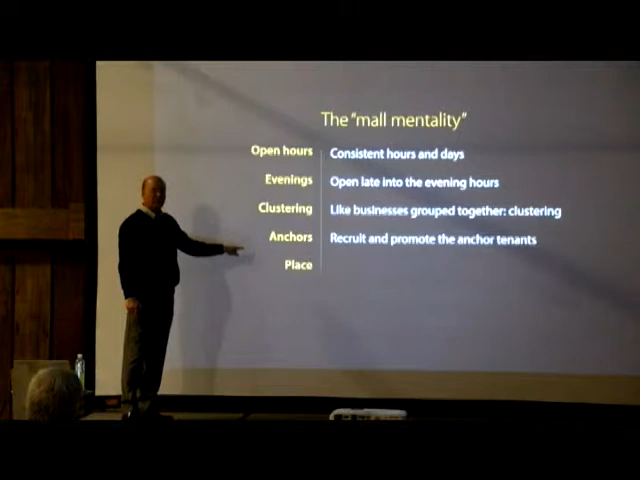 The "mall mentality"
Open hours Consistent hours and days
Evenings Open late into the evening hours
Clustering Like businesses grouped together: clustering
Anchors Recruit and promote the anchor tenants
Place